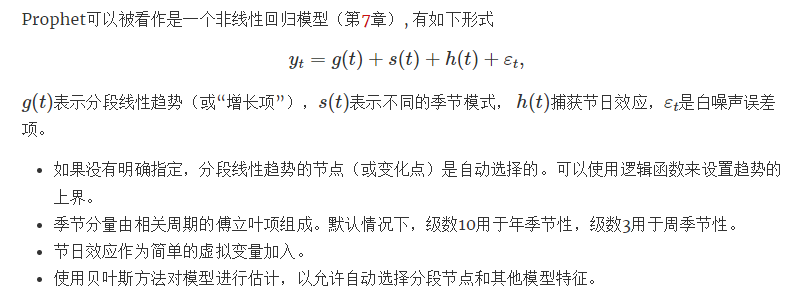 Prophet可以被看作是一个非线性回归模型（第7章）, 有如下形式
yₜ = g(t) + s(t) + h(t) + εₜ,
g(t)表示分段线性趋势（或“增长项”），s(t)表示不同的季节模式， h(t)捕获节日效应，εₜ是白噪声误差
项。
• 如果没有明确指定，分段线性趋势的节点（或变化点）是自动选择的。可以使用逻辑函数来设置趋势的
上界。
• 季节分量由相关周期的傅立叶项组成。默认情况下，级数10用于年季节性，级数3用于周季节性。
• 节日效应作为简单的虚拟变量加入。
• 使用贝叶斯方法对模型进行估计，以允许自动选择分段节点和其他模型特征。